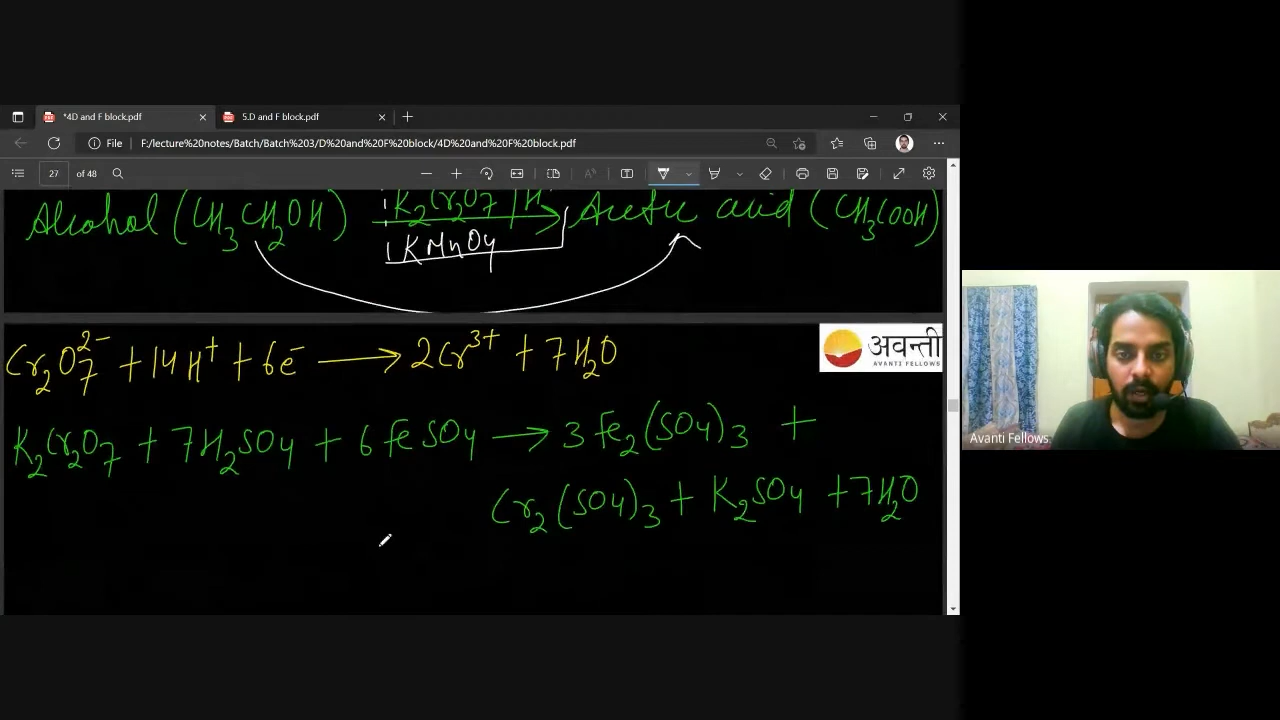 *4D and F block.pdf
5.D and F block.pdf
File
F:/lecture%20notes/Batch/Batch%203/D%20and%20F%20block/4D%20and%20F%20block.pdf
27 of 48
Alcohol (CH3CH2OH) K2Cr2O7/H → Acetic acid (CH3COOH)
KMnO4
Cr2O7^2- + 14H+ + 6e- → 2Cr3+ + 7H2O
अवन्ती
AVANTI FELLOWS
K2Cr2O7 + 7H2SO4 + 6FeSO4 → 3Fe2(SO4)3 +
Cr2(SO4)3 + K2SO4 + 7H2O
Avanti Fellows